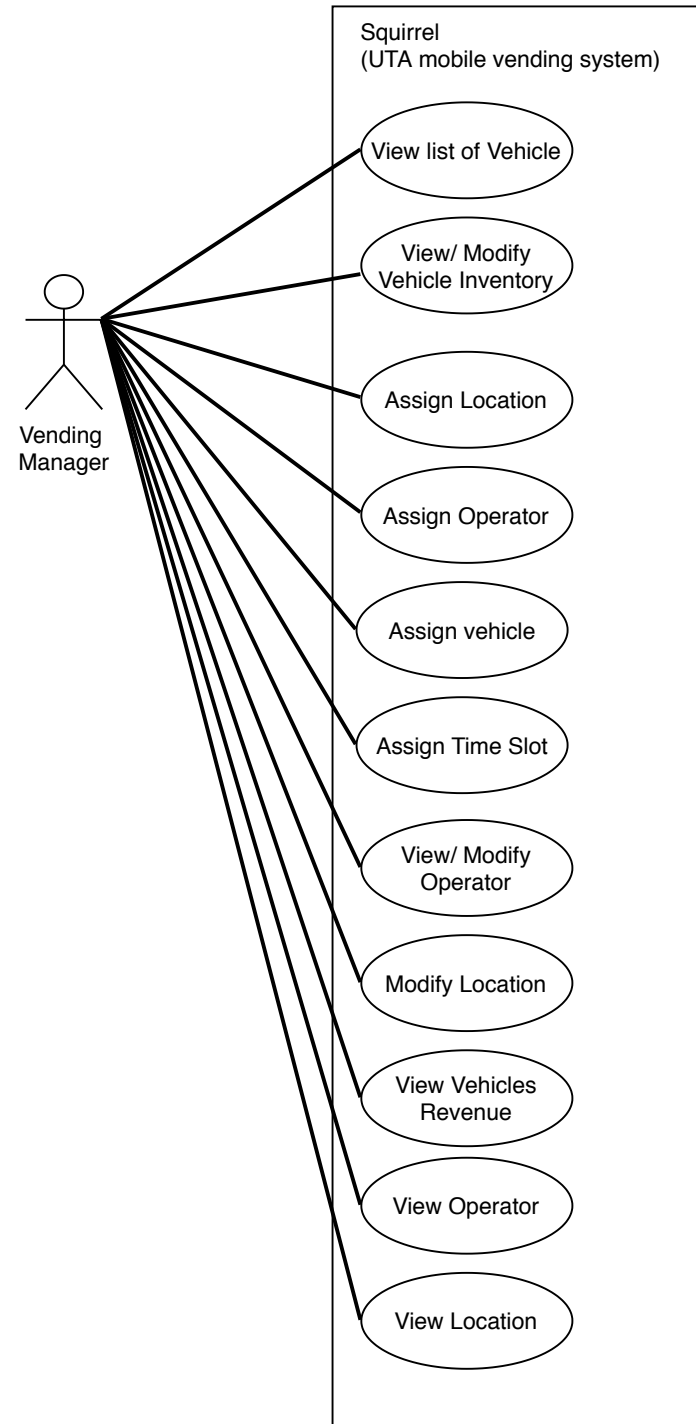 Squirrel
(UTA mobile vending system)
View list of Vehicle
View/ Modify
Vehicle Inventory
Assign Location
Vending
Manager
Assign Operator
Assign vehicle
Assign Time Slot
View/ Modify
Operator
Modify Location
View Vehicles
Revenue
View Operator
View Location